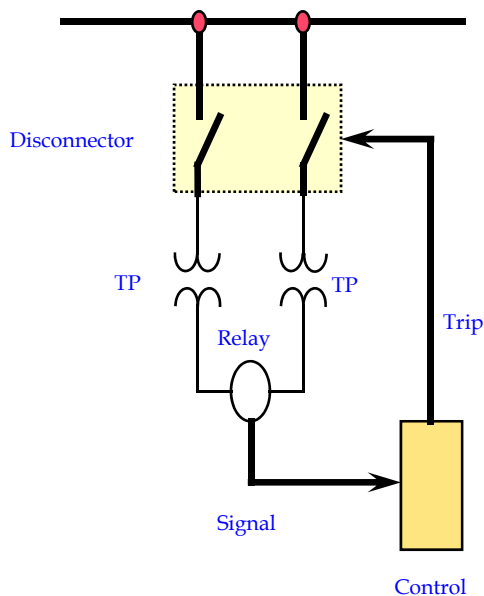 Disconnector
TP
TP
Relay
Trip
Signal
Control